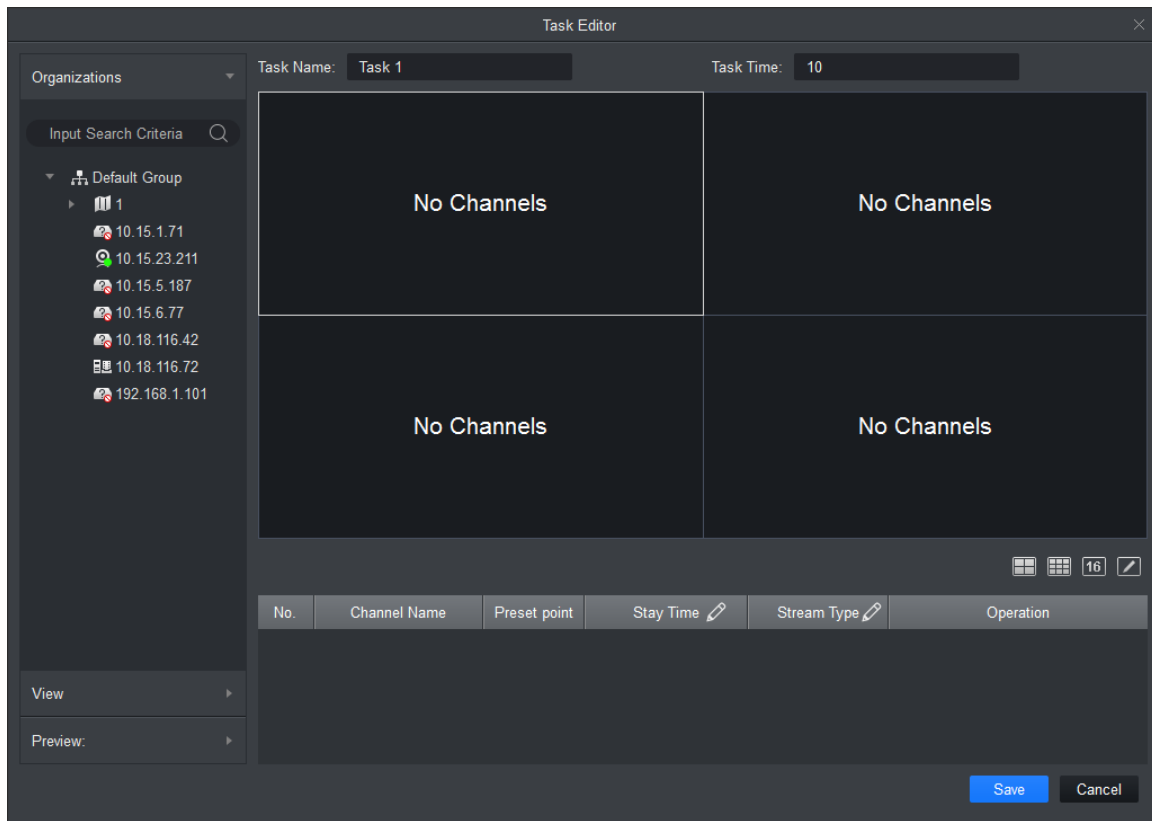 Task Editor
Organizations
Task Name: Task 1
Task Time: 10
Input Search Criteria
Default Group
1
10.15.1.71
10.15.23.211
10.15.5.187
10.15.6.77
10.18.116.42
10.18.116.72
192.168.1.101
No Channels
No Channels
No Channels
No Channels
16
No. Channel Name Preset point Stay Time Stream Type Operation
View
Preview:
Save Cancel